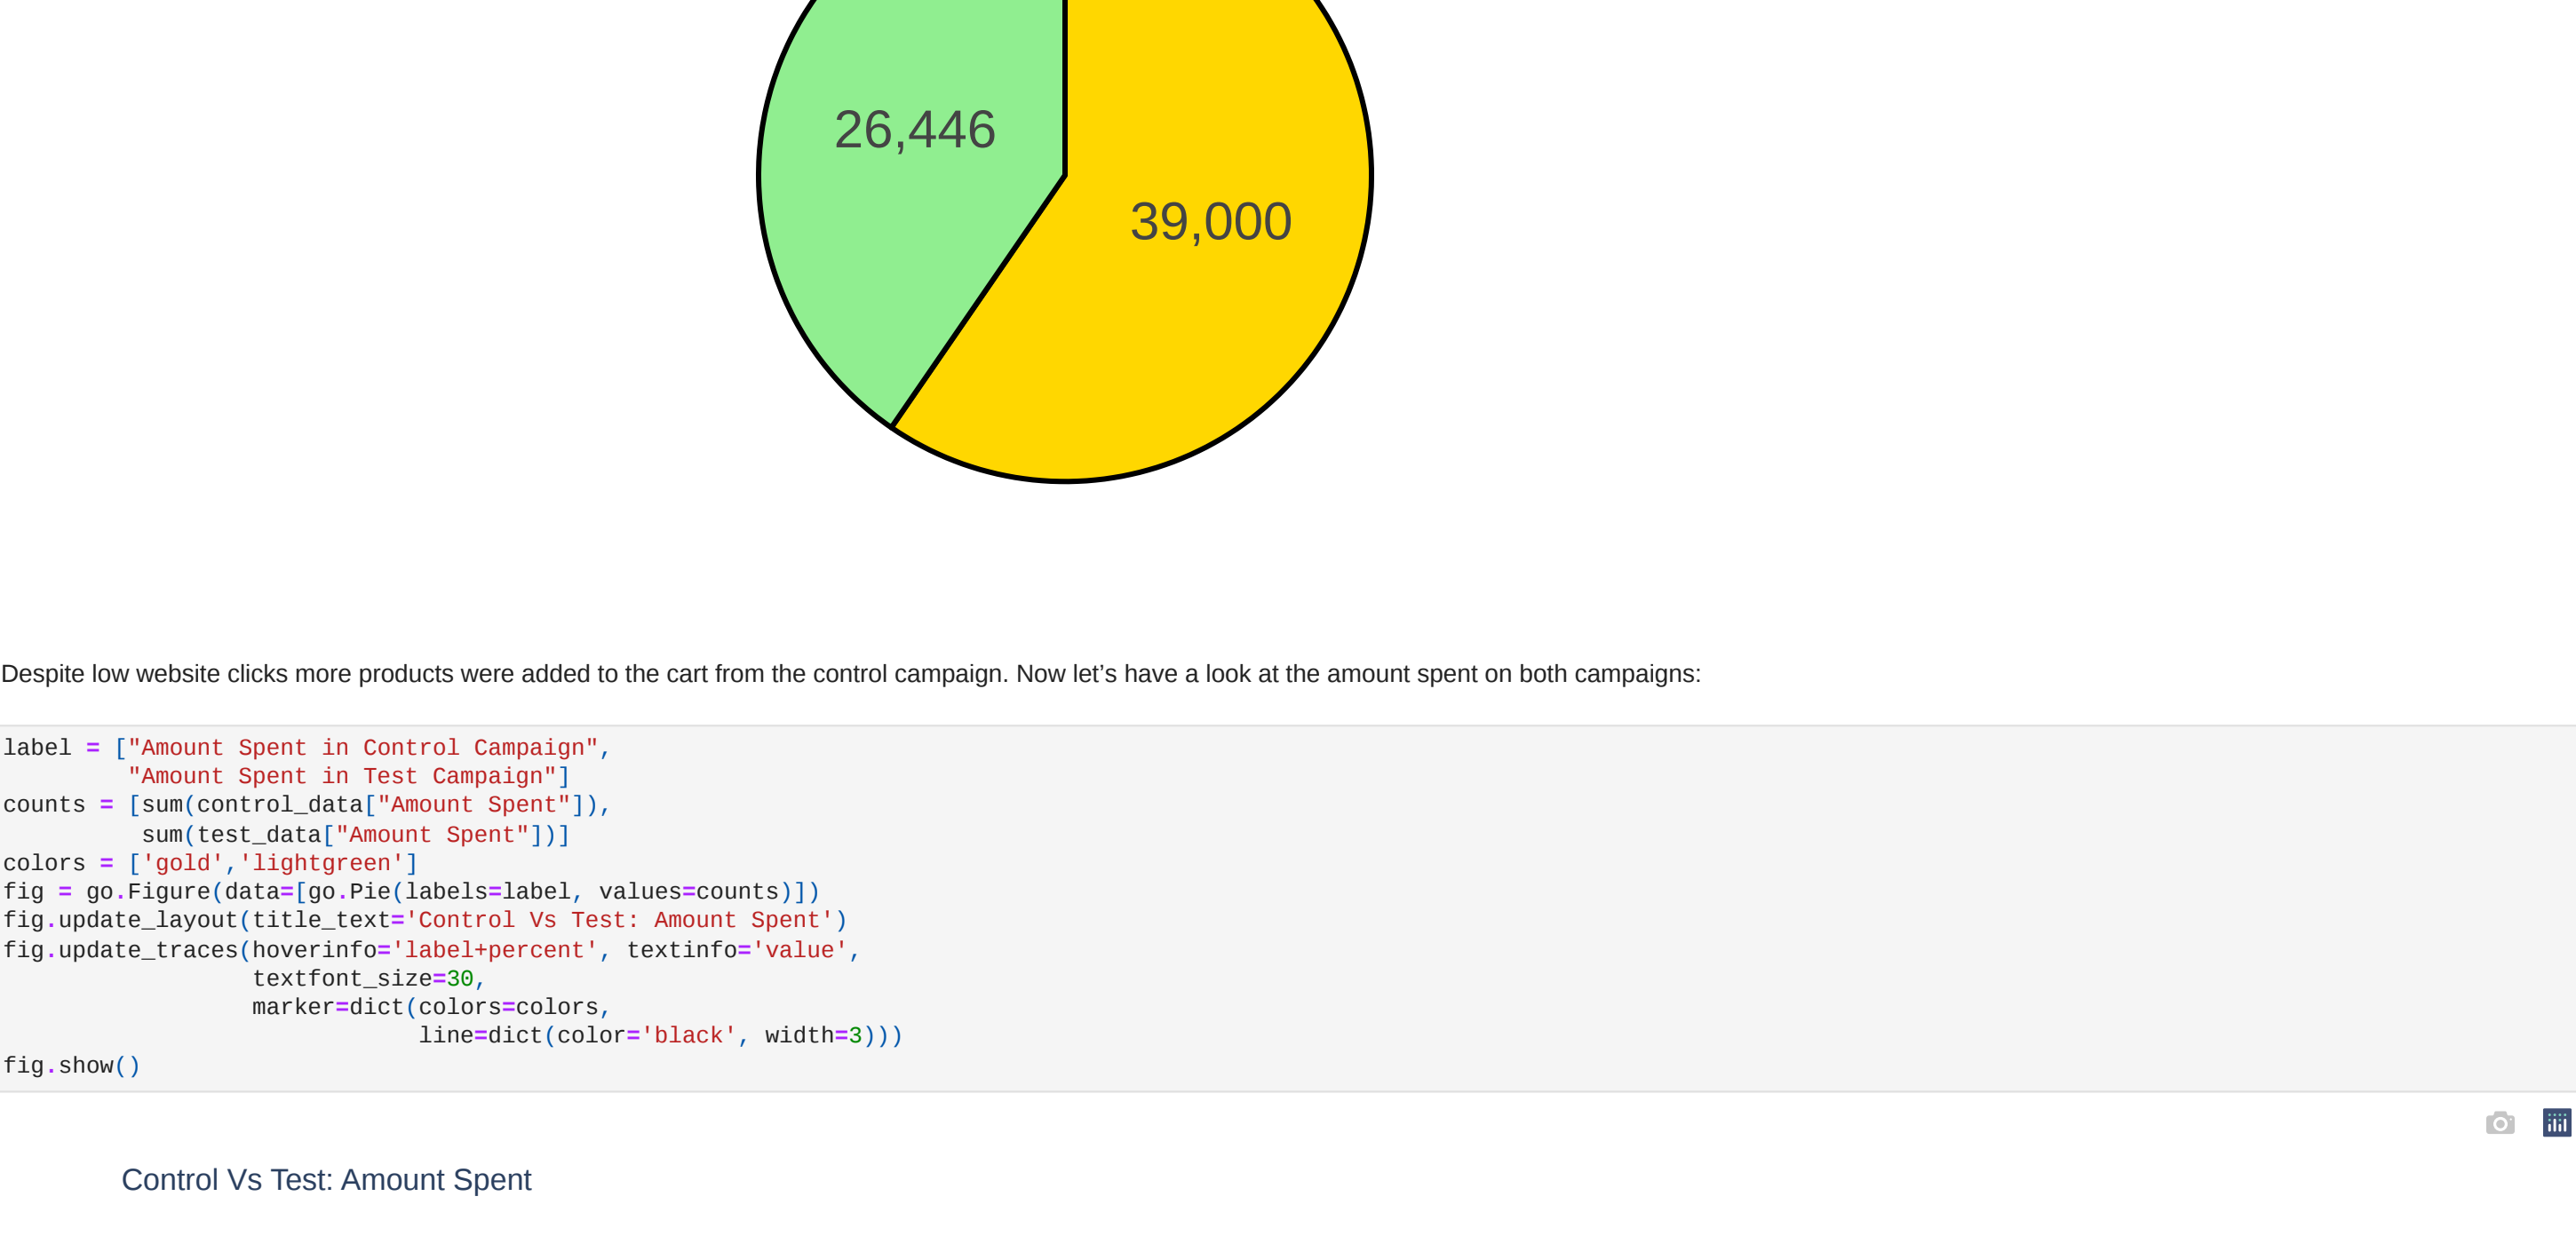 26,446
39,000
Despite low website clicks more products were added to the cart from the control campaign. Now let’s have a look at the amount spent on both campaigns:
label = ["Amount Spent in Control Campaign",
         "Amount Spent in Test Campaign"]
counts = [sum(control_data["Amount Spent"]),
          sum(test_data["Amount Spent"])]
colors = ['gold','lightgreen']
fig = go.Figure(data=[go.Pie(labels=label, values=counts)])
fig.update_layout(title_text='Control Vs Test: Amount Spent')
fig.update_traces(hoverinfo='label+percent', textinfo='value',
                  textfont_size=30,
                  marker=dict(colors=colors,
                              line=dict(color='black', width=3)))
fig.show()
Control Vs Test: Amount Spent